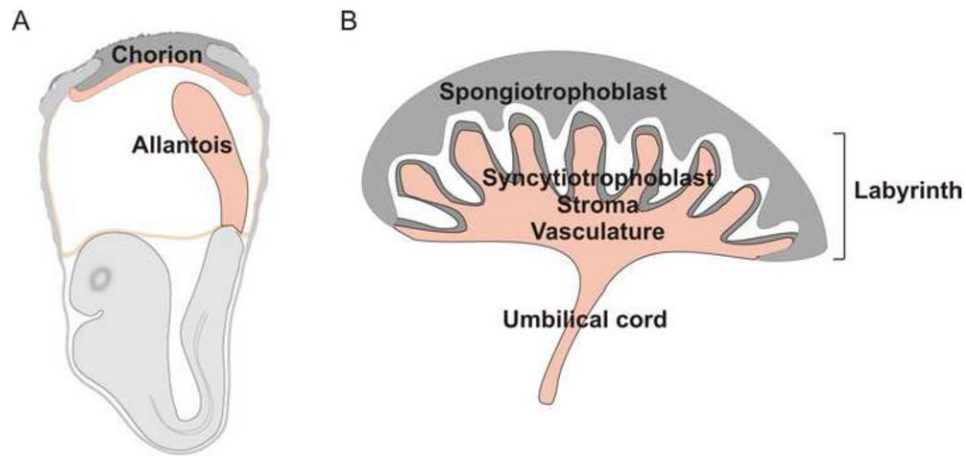 A
B
Chorion
Allantois
Spongiotrophoblast
Syncytiotrophoblast
Stroma
Vasculature
Labyrinth
Umbilical cord